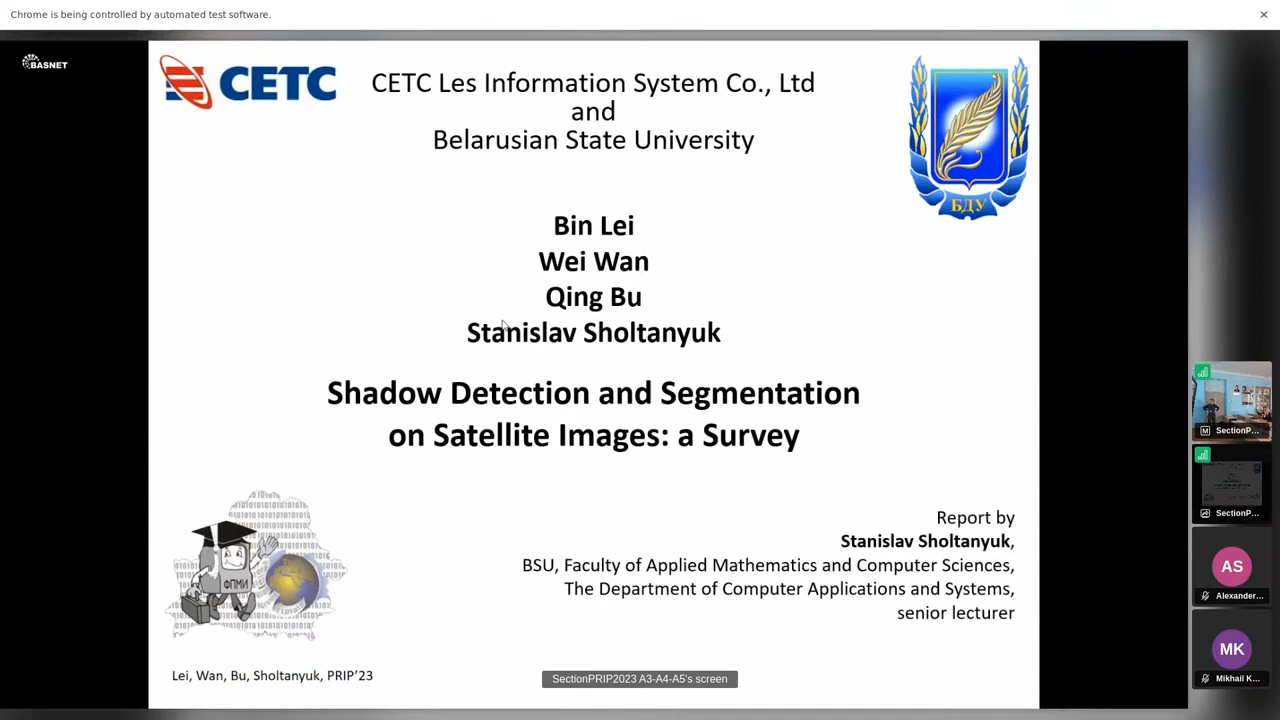 Chrome is being controlled by automated test software.
BASNET
CETC
CETC Les Information System Co., Ltd
and
Belarusian State University
БДУ
Bin Lei
Wei Wan
Qing Bu
Stanislav Sholtanyuk
Shadow Detection and Segmentation
on Satellite Images: a Survey
ФПМИ
Report by
Stanislav Sholtanyuk,
BSU, Faculty of Applied Mathematics and Computer Sciences,
The Department of Computer Applications and Systems,
senior lecturer
Lei, Wan, Bu, Sholtanyuk, PRIP’23
SectionPRIP2023 A3-A4-A5's screen
M
SectionP...
SectionP...
AS
Alexander...
MK
Mikhail K...